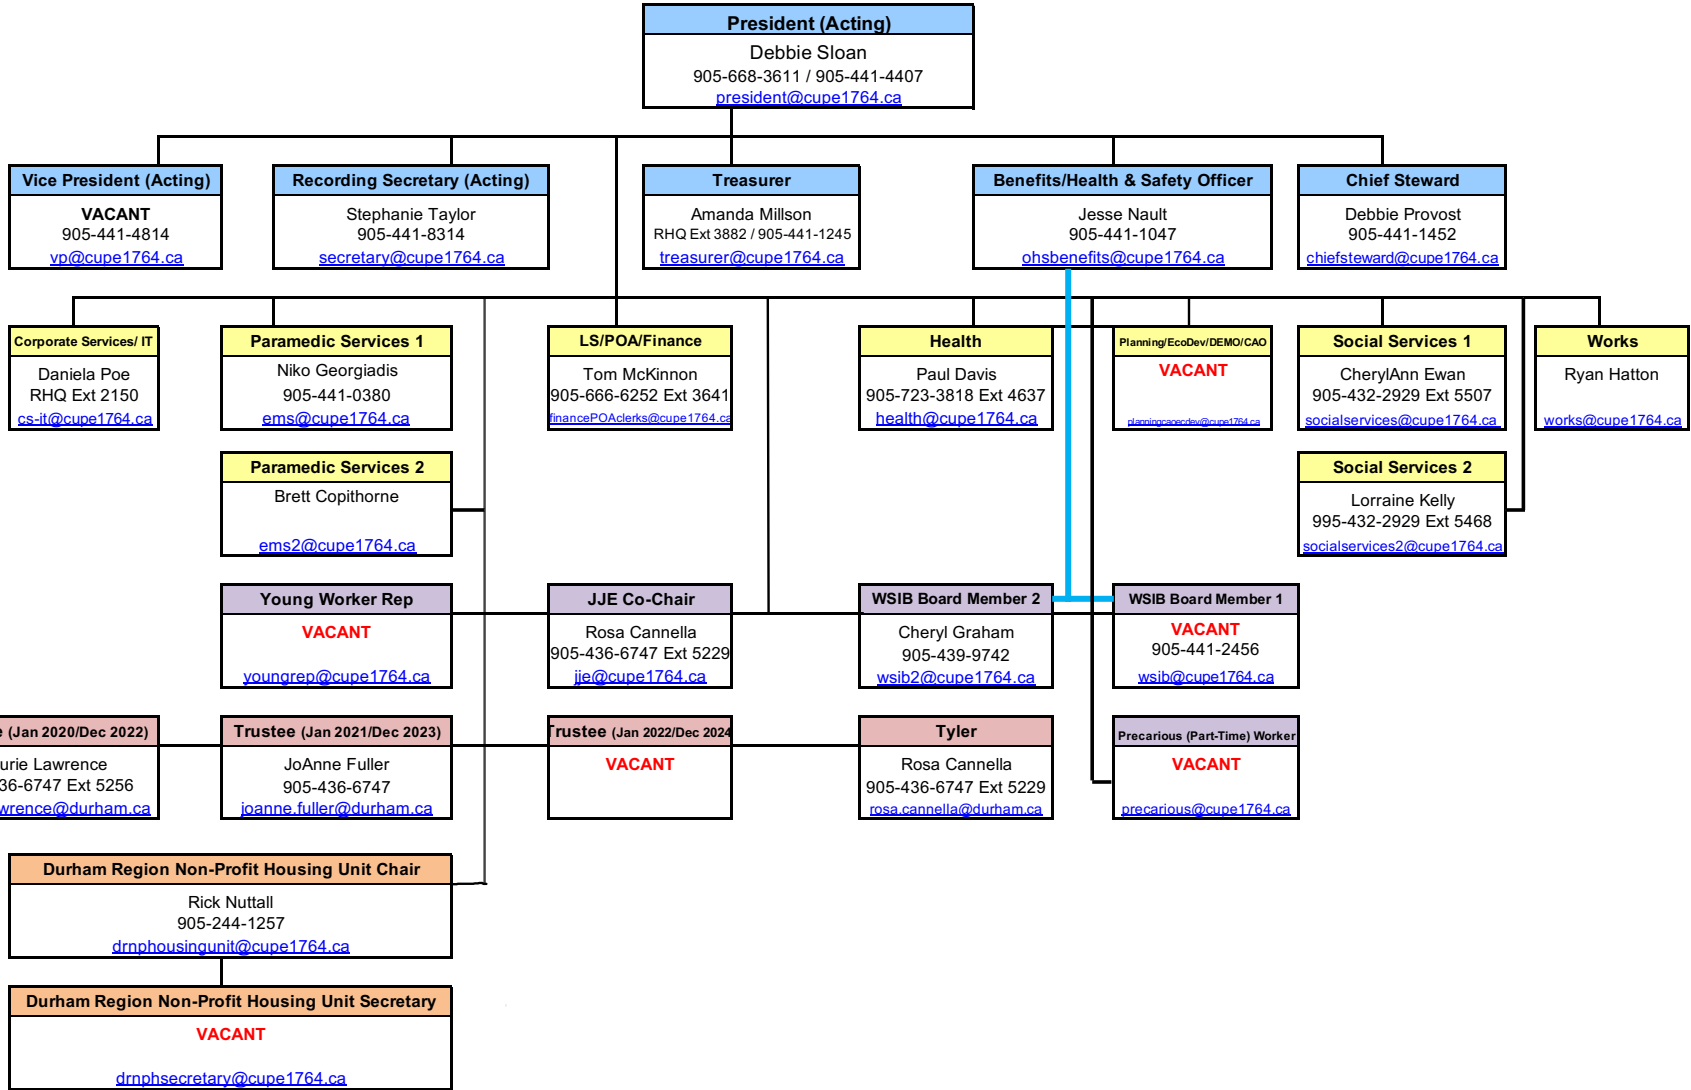 President (Acting)
Debbie Sloan
905-668-3611 / 905-441-4407
president@cupe1764.ca
Vice President (Acting)
VACANT
905-441-4814
vp@cupe1764.ca
Recording Secretary (Acting)
Stephanie Taylor
905-441-8314
secretary@cupe1764.ca
Treasurer
Amanda Millson
RHQ Ext 3882 / 905-441-1245
treasurer@cupe1764.ca
Benefits/Health & Safety Officer
Jesse Nault
905-441-1047
ohsbenefits@cupe1764.ca
Chief Steward
Debbie Provost
905-441-1452
chiefsteward@cupe1764.ca
Corporate Services/ IT
Daniela Poe
RHQ Ext 2150
cs-it@cupe1764.ca
Paramedic Services 1
Niko Georgiadis
905-441-0380
ems@cupe1764.ca
LS/POA/Finance
Tom McKinnon
905-666-6252 Ext 3641
financePOAclerks@cupe1764.ca
Health
Paul Davis
905-723-3818 Ext 4637
health@cupe1764.ca
Planning/EcoDev/DEMO/CAO
VACANT
planningcaoecdev@cupe1764.ca
Social Services 1
CherylAnn Ewan
905-432-2929 Ext 5507
socialservices@cupe1764.ca
Works
Ryan Hatton
works@cupe1764.ca
Paramedic Services 2
Brett Copithorne
ems2@cupe1764.ca
Social Services 2
Lorraine Kelly
995-432-2929 Ext 5468
socialservices2@cupe1764.ca
Young Worker Rep
VACANT
youngrep@cupe1764.ca
JJE Co-Chair
Rosa Cannella
905-436-6747 Ext 5229
jje@cupe1764.ca
WSIB Board Member 2
Cheryl Graham
905-439-9742
wsib2@cupe1764.ca
WSIB Board Member 1
VACANT
905-441-2456
wsib@cupe1764.ca
e (Jan 2020/Dec 2022)
urie Lawrence
36-6747 Ext 5256
wrence@durham.ca
Trustee (Jan 2021/Dec 2023)
JoAnne Fuller
905-436-6747
joanne.fuller@durham.ca
Trustee (Jan 2022/Dec 2024
VACANT
Tyler
Rosa Cannella
905-436-6747 Ext 5229
rosa.cannella@durham.ca
Precarious (Part-Time) Worker
VACANT
precarious@cupe1764.ca
Durham Region Non-Profit Housing Unit Chair
Rick Nuttall
905-244-1257
drnphousingunit@cupe1764.ca
Durham Region Non-Profit Housing Unit Secretary
VACANT
drnphsecretary@cupe1764.ca